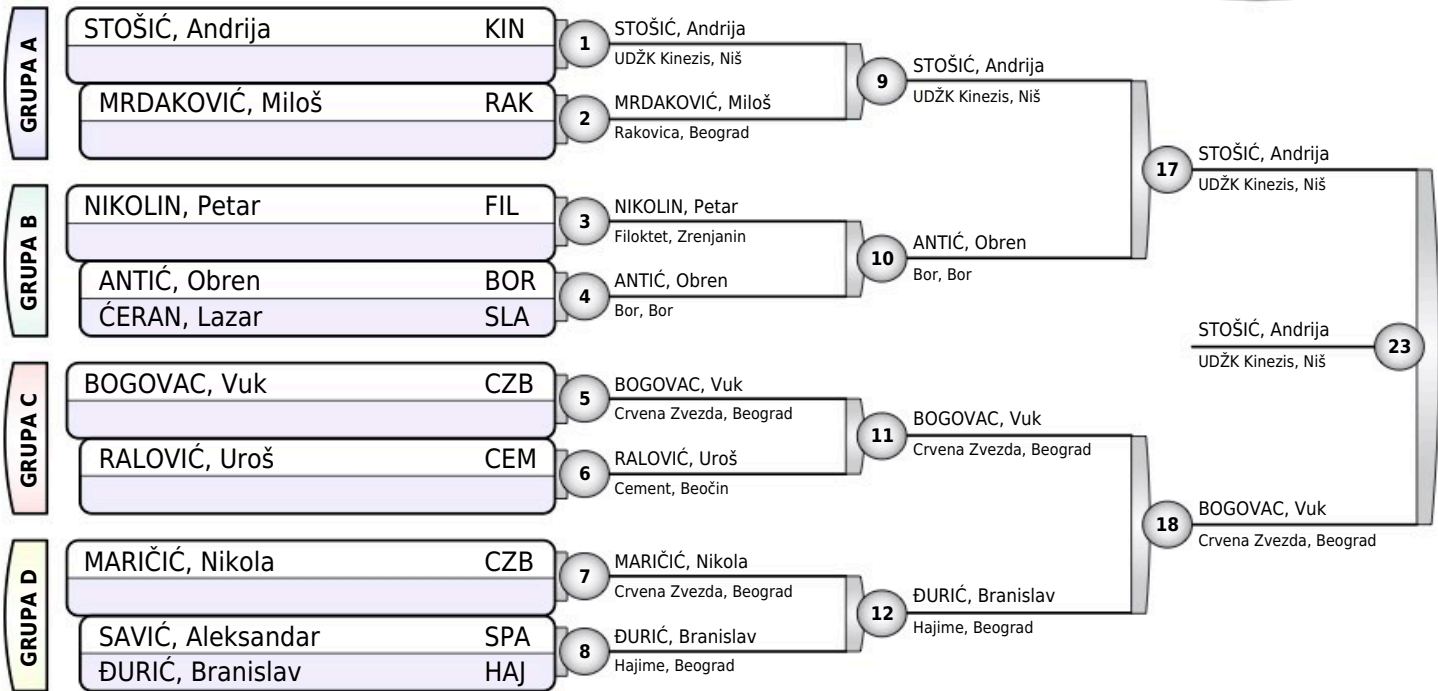 GRUPA A
STOŠIĆ, Andrija KIN
MRDAKOVIĆ, Miloš RAK
GRUPA B
NIKOLIN, Petar FIL
ANTIĆ, Obren BOR
ĆERAN, Lazar SLA
GRUPA C
BOGOVAC, Vuk CZB
RALOVIĆ, Uroš CEM
GRUPA D
MARIČIĆ, Nikola CZB
SAVIĆ, Aleksandar SPA
ĐURIĆ, Branislav HAJ
1
STOŠIĆ, Andrija
UDŽK Kinezis, Niš
2
MRDAKOVIĆ, Miloš
Rakovica, Beograd
3
NIKOLIN, Petar
Filoktet, Zrenjanin
4
ANTIĆ, Obren
Bor, Bor
5
BOGOVAC, Vuk
Crvena Zvezda, Beograd
6
RALOVIĆ, Uroš
Cement, Beočin
7
MARIČIĆ, Nikola
Crvena Zvezda, Beograd
8
ĐURIĆ, Branislav
Hajime, Beograd
9
STOŠIĆ, Andrija
UDŽK Kinezis, Niš
10
ANTIĆ, Obren
Bor, Bor
11
BOGOVAC, Vuk
Crvena Zvezda, Beograd
12
ĐURIĆ, Branislav
Hajime, Beograd
17
STOŠIĆ, Andrija
UDŽK Kinezis, Niš
18
BOGOVAC, Vuk
Crvena Zvezda, Beograd
STOŠIĆ, Andrija
UDŽK Kinezis, Niš
23